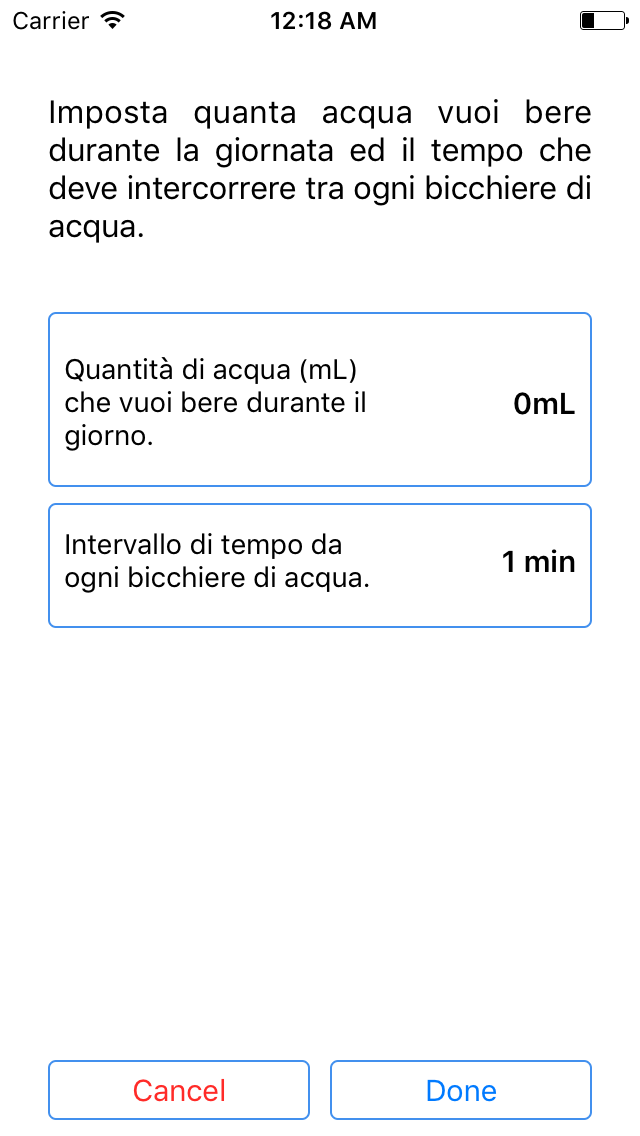 Carrier 12:18 AM
Imposta quanta acqua vuoi bere
durante la giornata ed il tempo che
deve intercorrere tra ogni bicchiere di
acqua.
Quantità di acqua (mL)
che vuoi bere durante il
giorno.
0mL
Intervallo di tempo da
ogni bicchiere di acqua.
1 min
Cancel Done